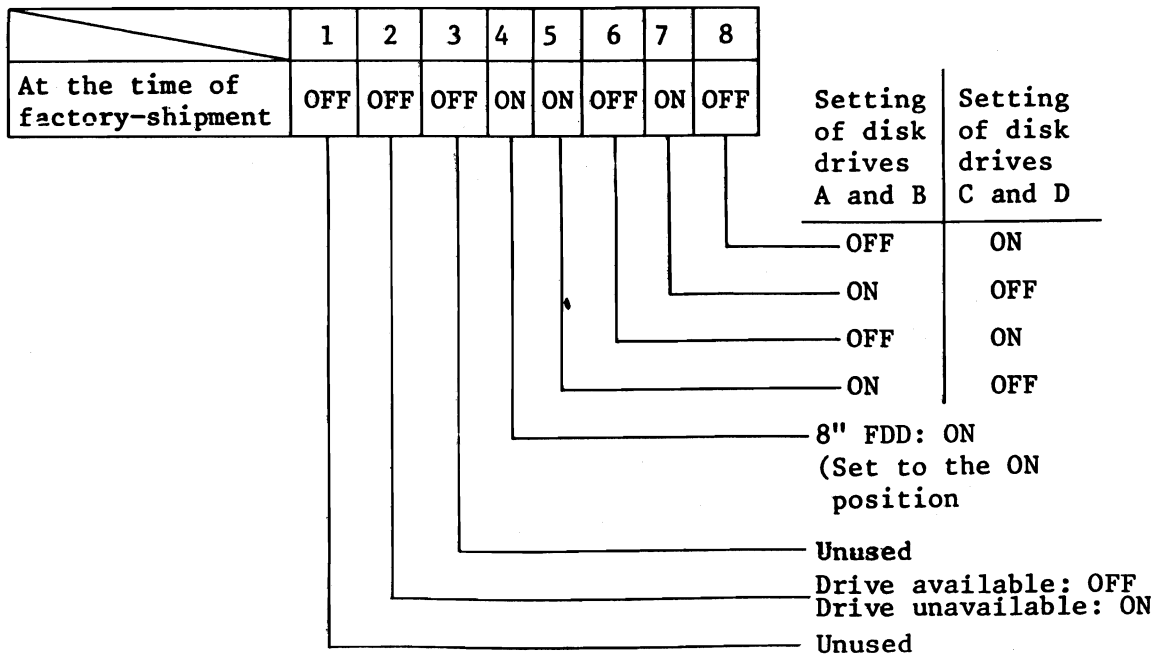 1 2 3 4 5 6 7 8
At the time of
factory-shipment
OFF OFF OFF ON ON OFF ON OFF
Setting
of disk
drives
A and B
Setting
of disk
drives
C and D
OFF ON
ON OFF
OFF ON
ON OFF
8" FDD: ON
(Set to the ON
position
Unused
Drive available: OFF
Drive unavailable: ON
Unused